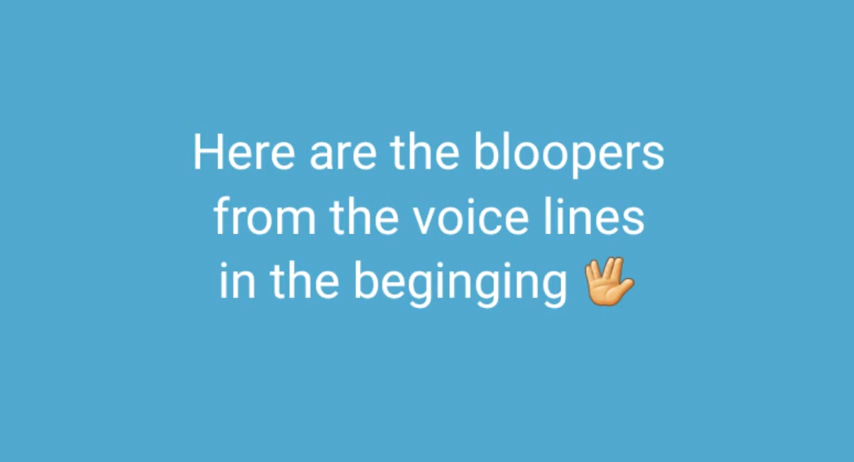 Here are the bloopers
from the voice lines
in the beginging 🖖